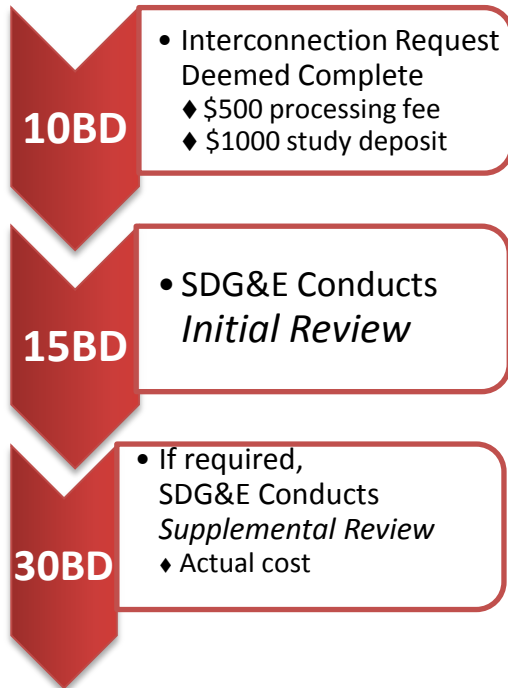 10BD
• Interconnection Request
Deemed Complete
♦ $500 processing fee
♦ $1000 study deposit
15BD
• SDG&E Conducts
Initial Review
30BD
• If required,
SDG&E Conducts
Supplemental Review
♦ Actual cost